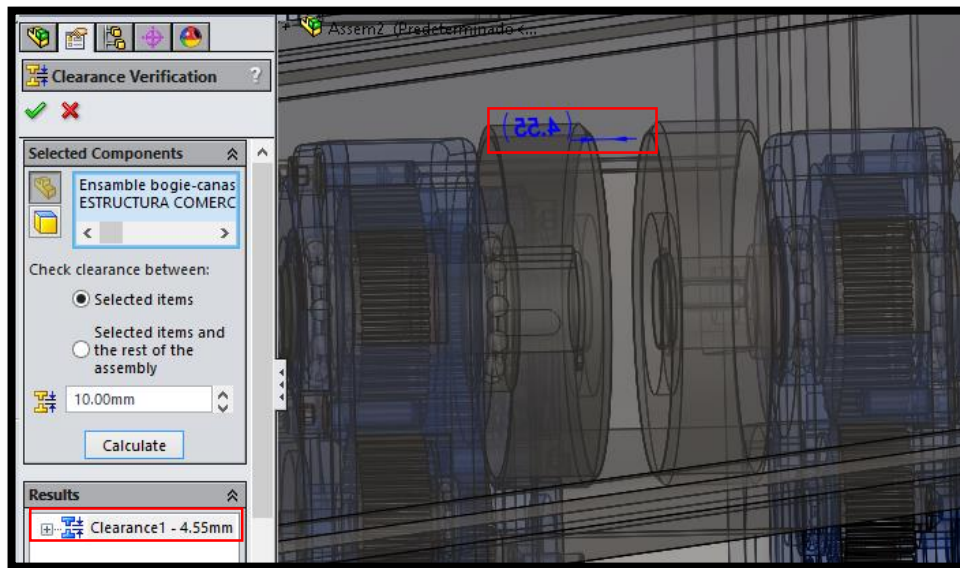 Assem2 (Predeterminado <...
Clearance Verification ?
Selected Components
Ensamble bogie-canas
ESTRUCTURA COMERC
Check clearance between:
Selected items
Selected items and
the rest of the
assembly
10.00mm
Calculate
Results
Clearance1 - 4.55mm
(4.55)